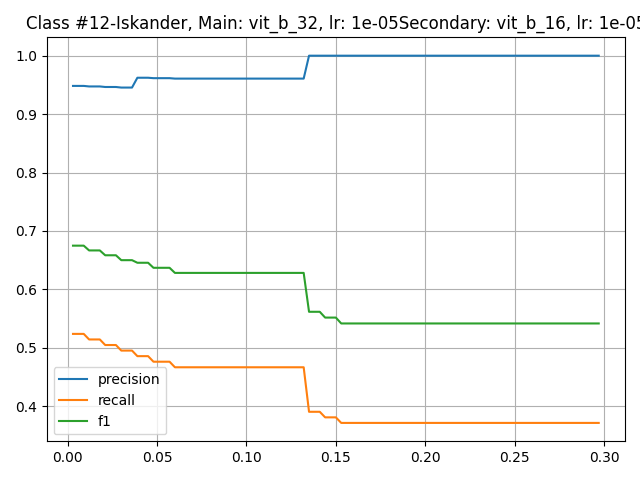 Class #12-Iskander, Main: vit_b_32, lr: 1e-05Secondary: vit_b_16, lr: 1e-05
1.0
0.9
0.8
0.7
0.6
0.5
0.4
precision
recall
f1
0.00 0.05 0.10 0.15 0.20 0.25 0.30